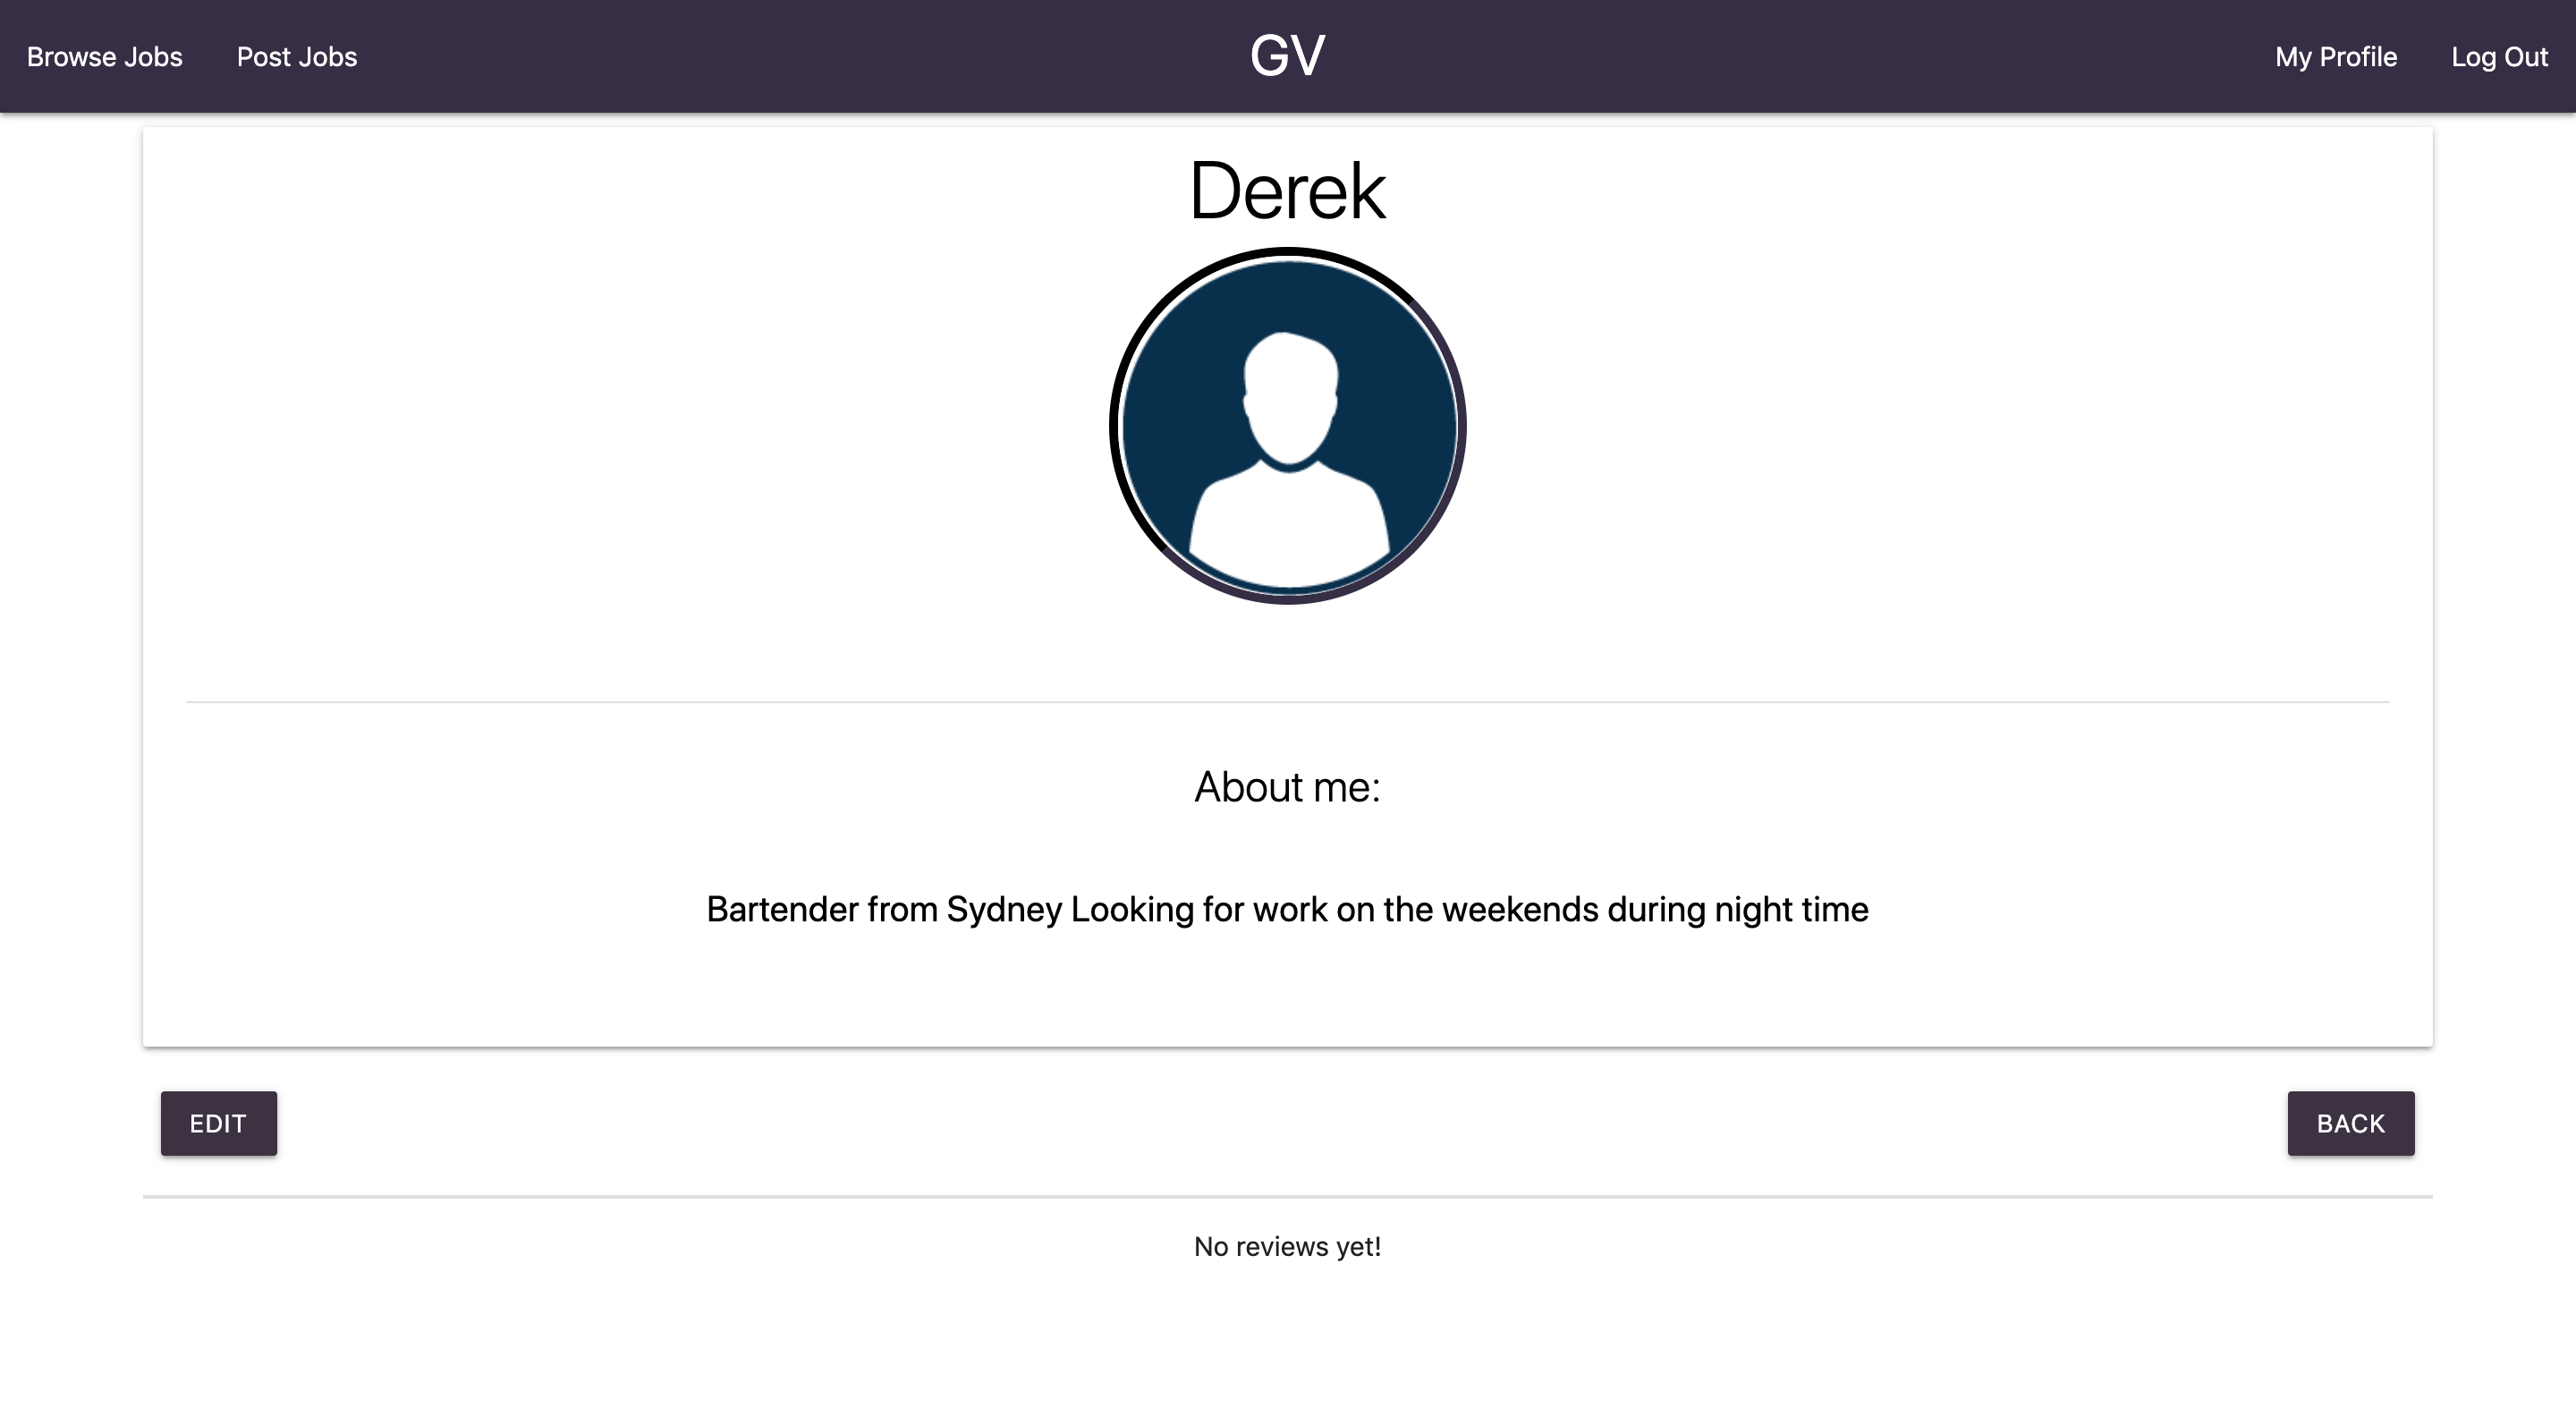 Browse Jobs Post Jobs GV My Profile Log Out
Derek
About me:
Bartender from Sydney Looking for work on the weekends during night time
EDIT BACK
No reviews yet!